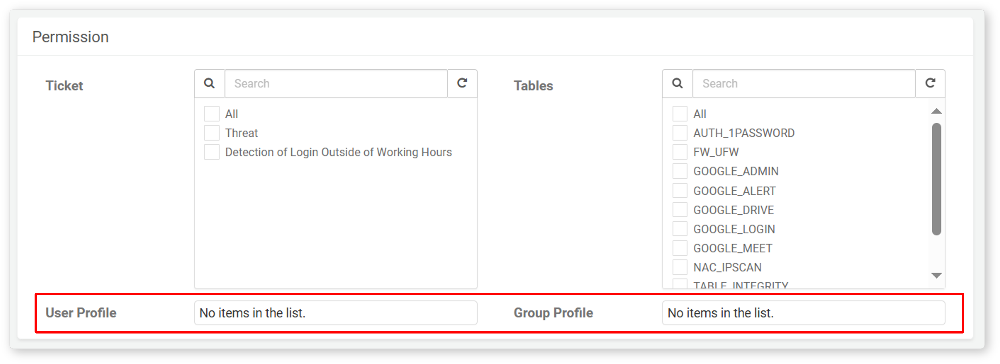 Permission
Ticket
Search
All
Threat
Detection of Login Outside of Working Hours
Tables
Search
All
AUTH_1PASSWORD
FW_UFW
GOOGLE_ADMIN
GOOGLE_ALERT
GOOGLE_DRIVE
GOOGLE_LOGIN
GOOGLE_MEET
NAC_IPSCAN
TABLE_INTEGRITY
User Profile
No items in the list.
Group Profile
No items in the list.